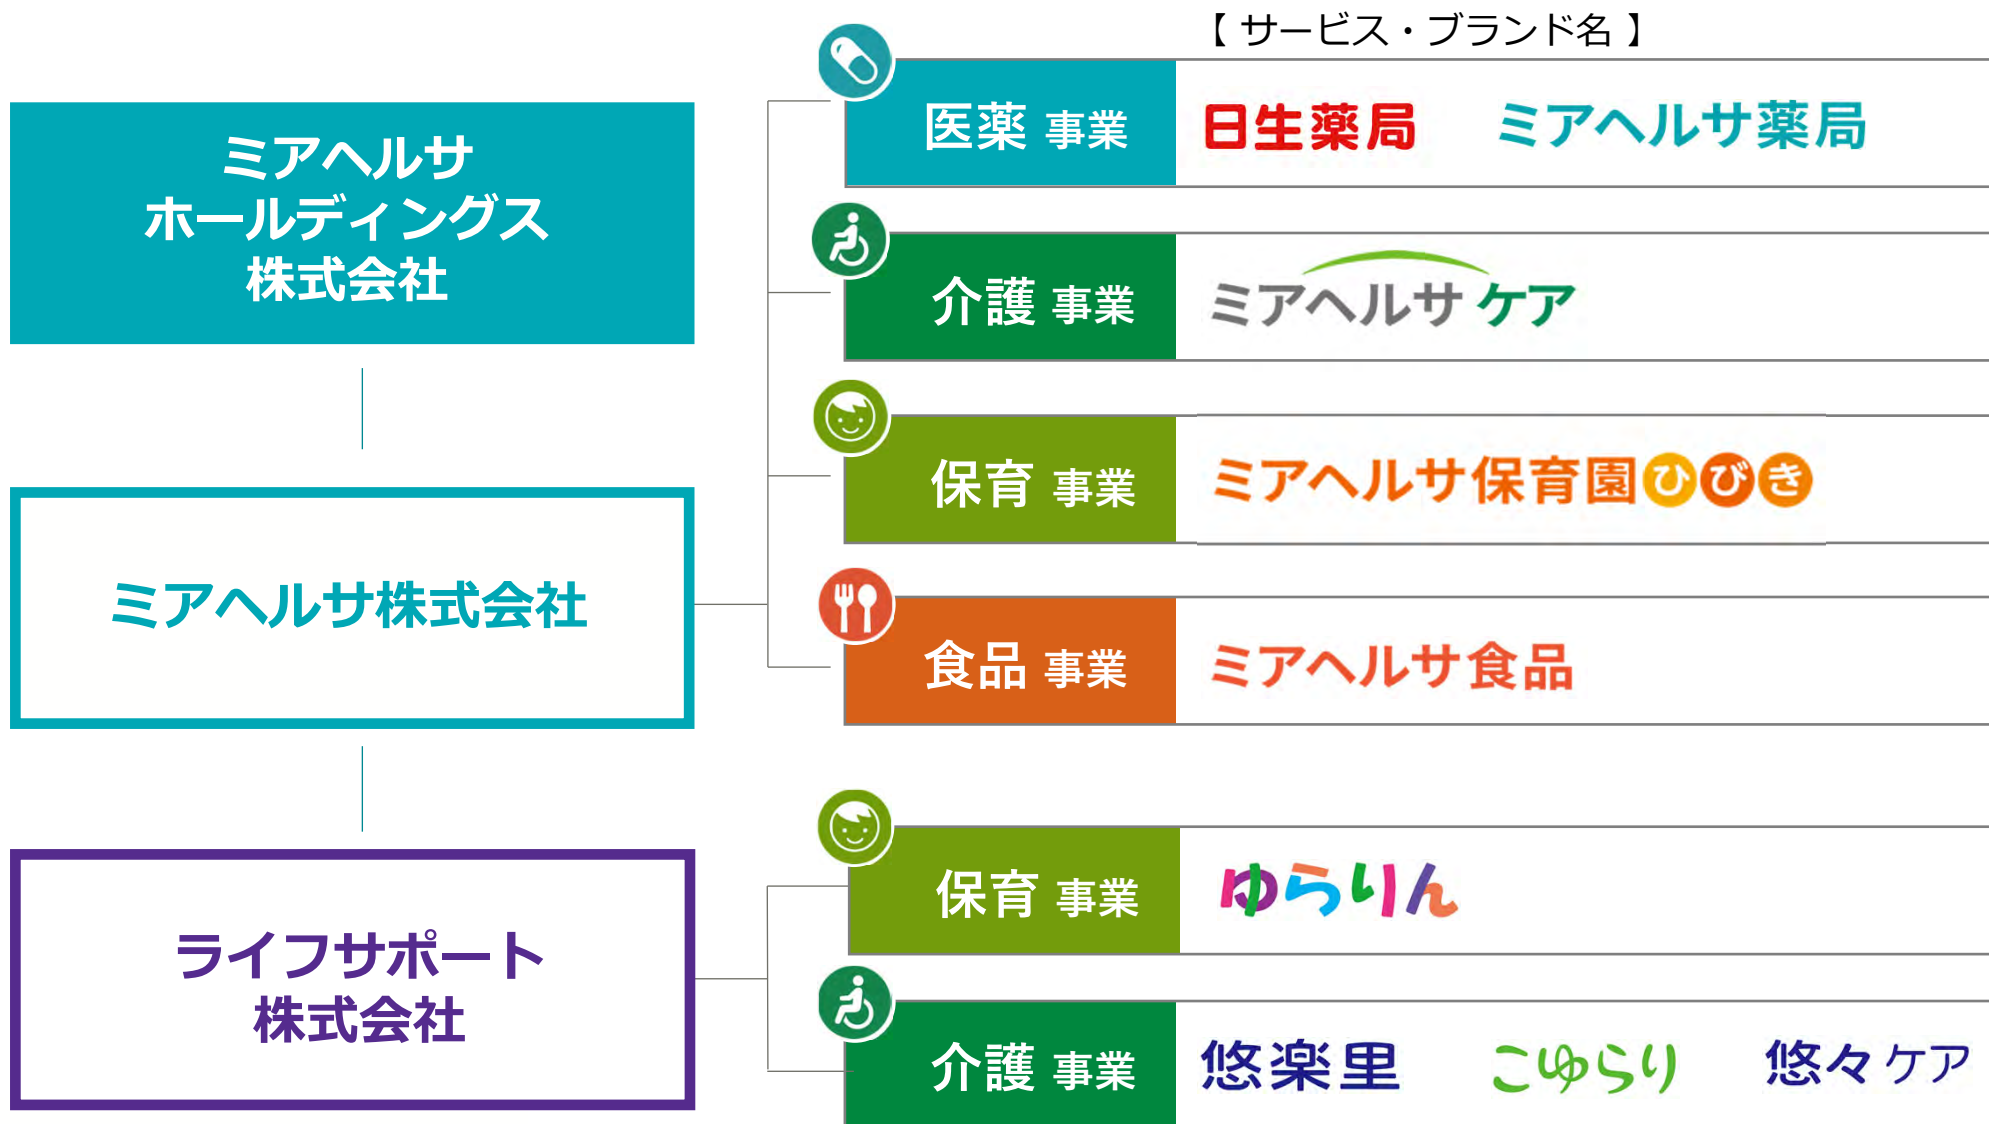 【 サービス・ブランド名 】
ミアヘルサ
ホールディングス
株式会社
ミアヘルサ株式会社
ライフサポート
株式会社
医薬 事業
日生薬局 ミアヘルサ薬局
介護 事業
ミアヘルサ ケア
保育 事業
ミアヘルサ保育園ひびき
食品 事業
ミアヘルサ食品
保育 事業
ゆらりん
介護 事業
悠楽里 こゆらり 悠々ケア